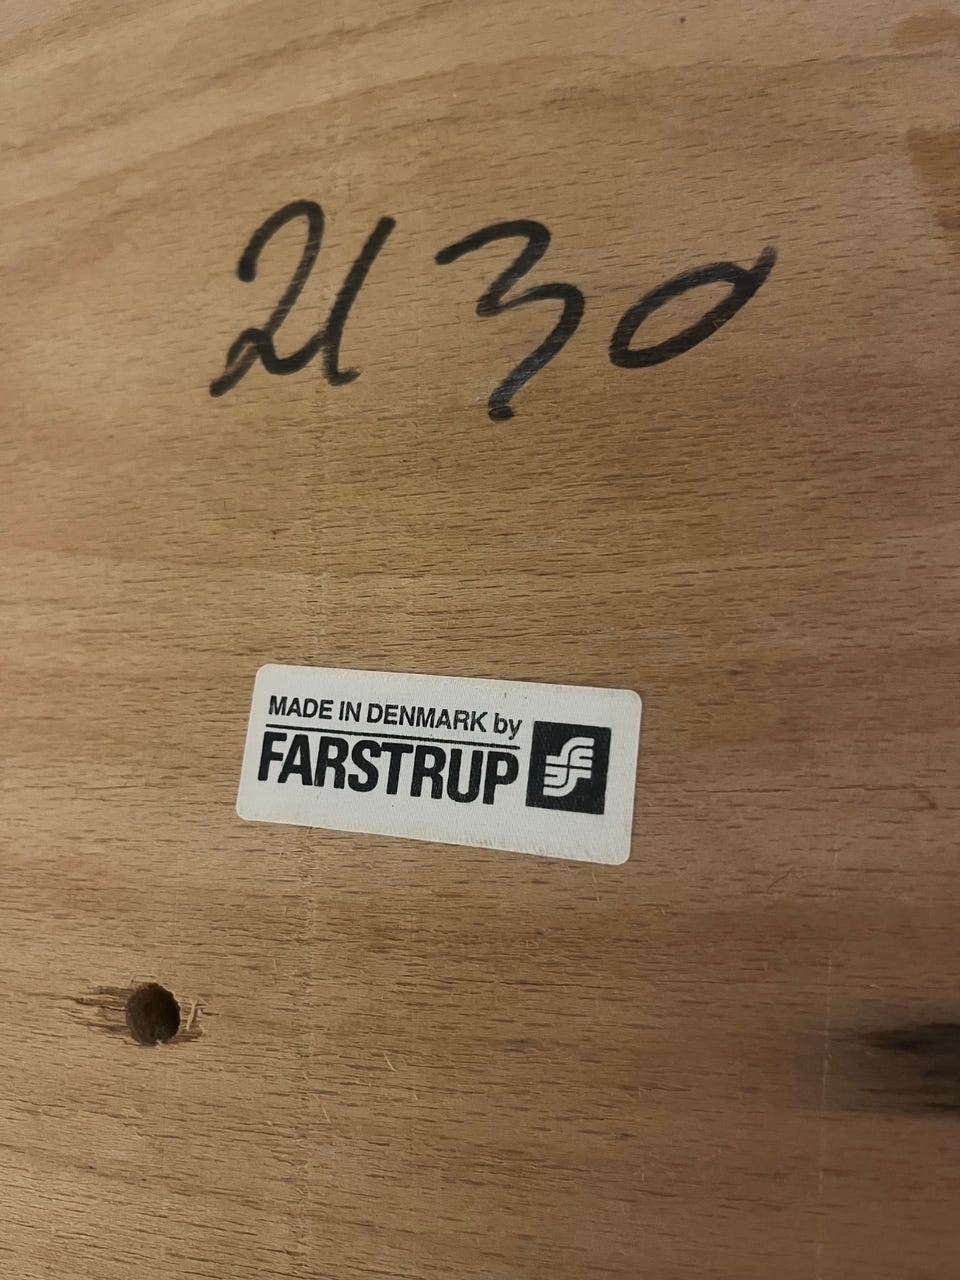 2130
MADE IN DENMARK by
FARSTRUP